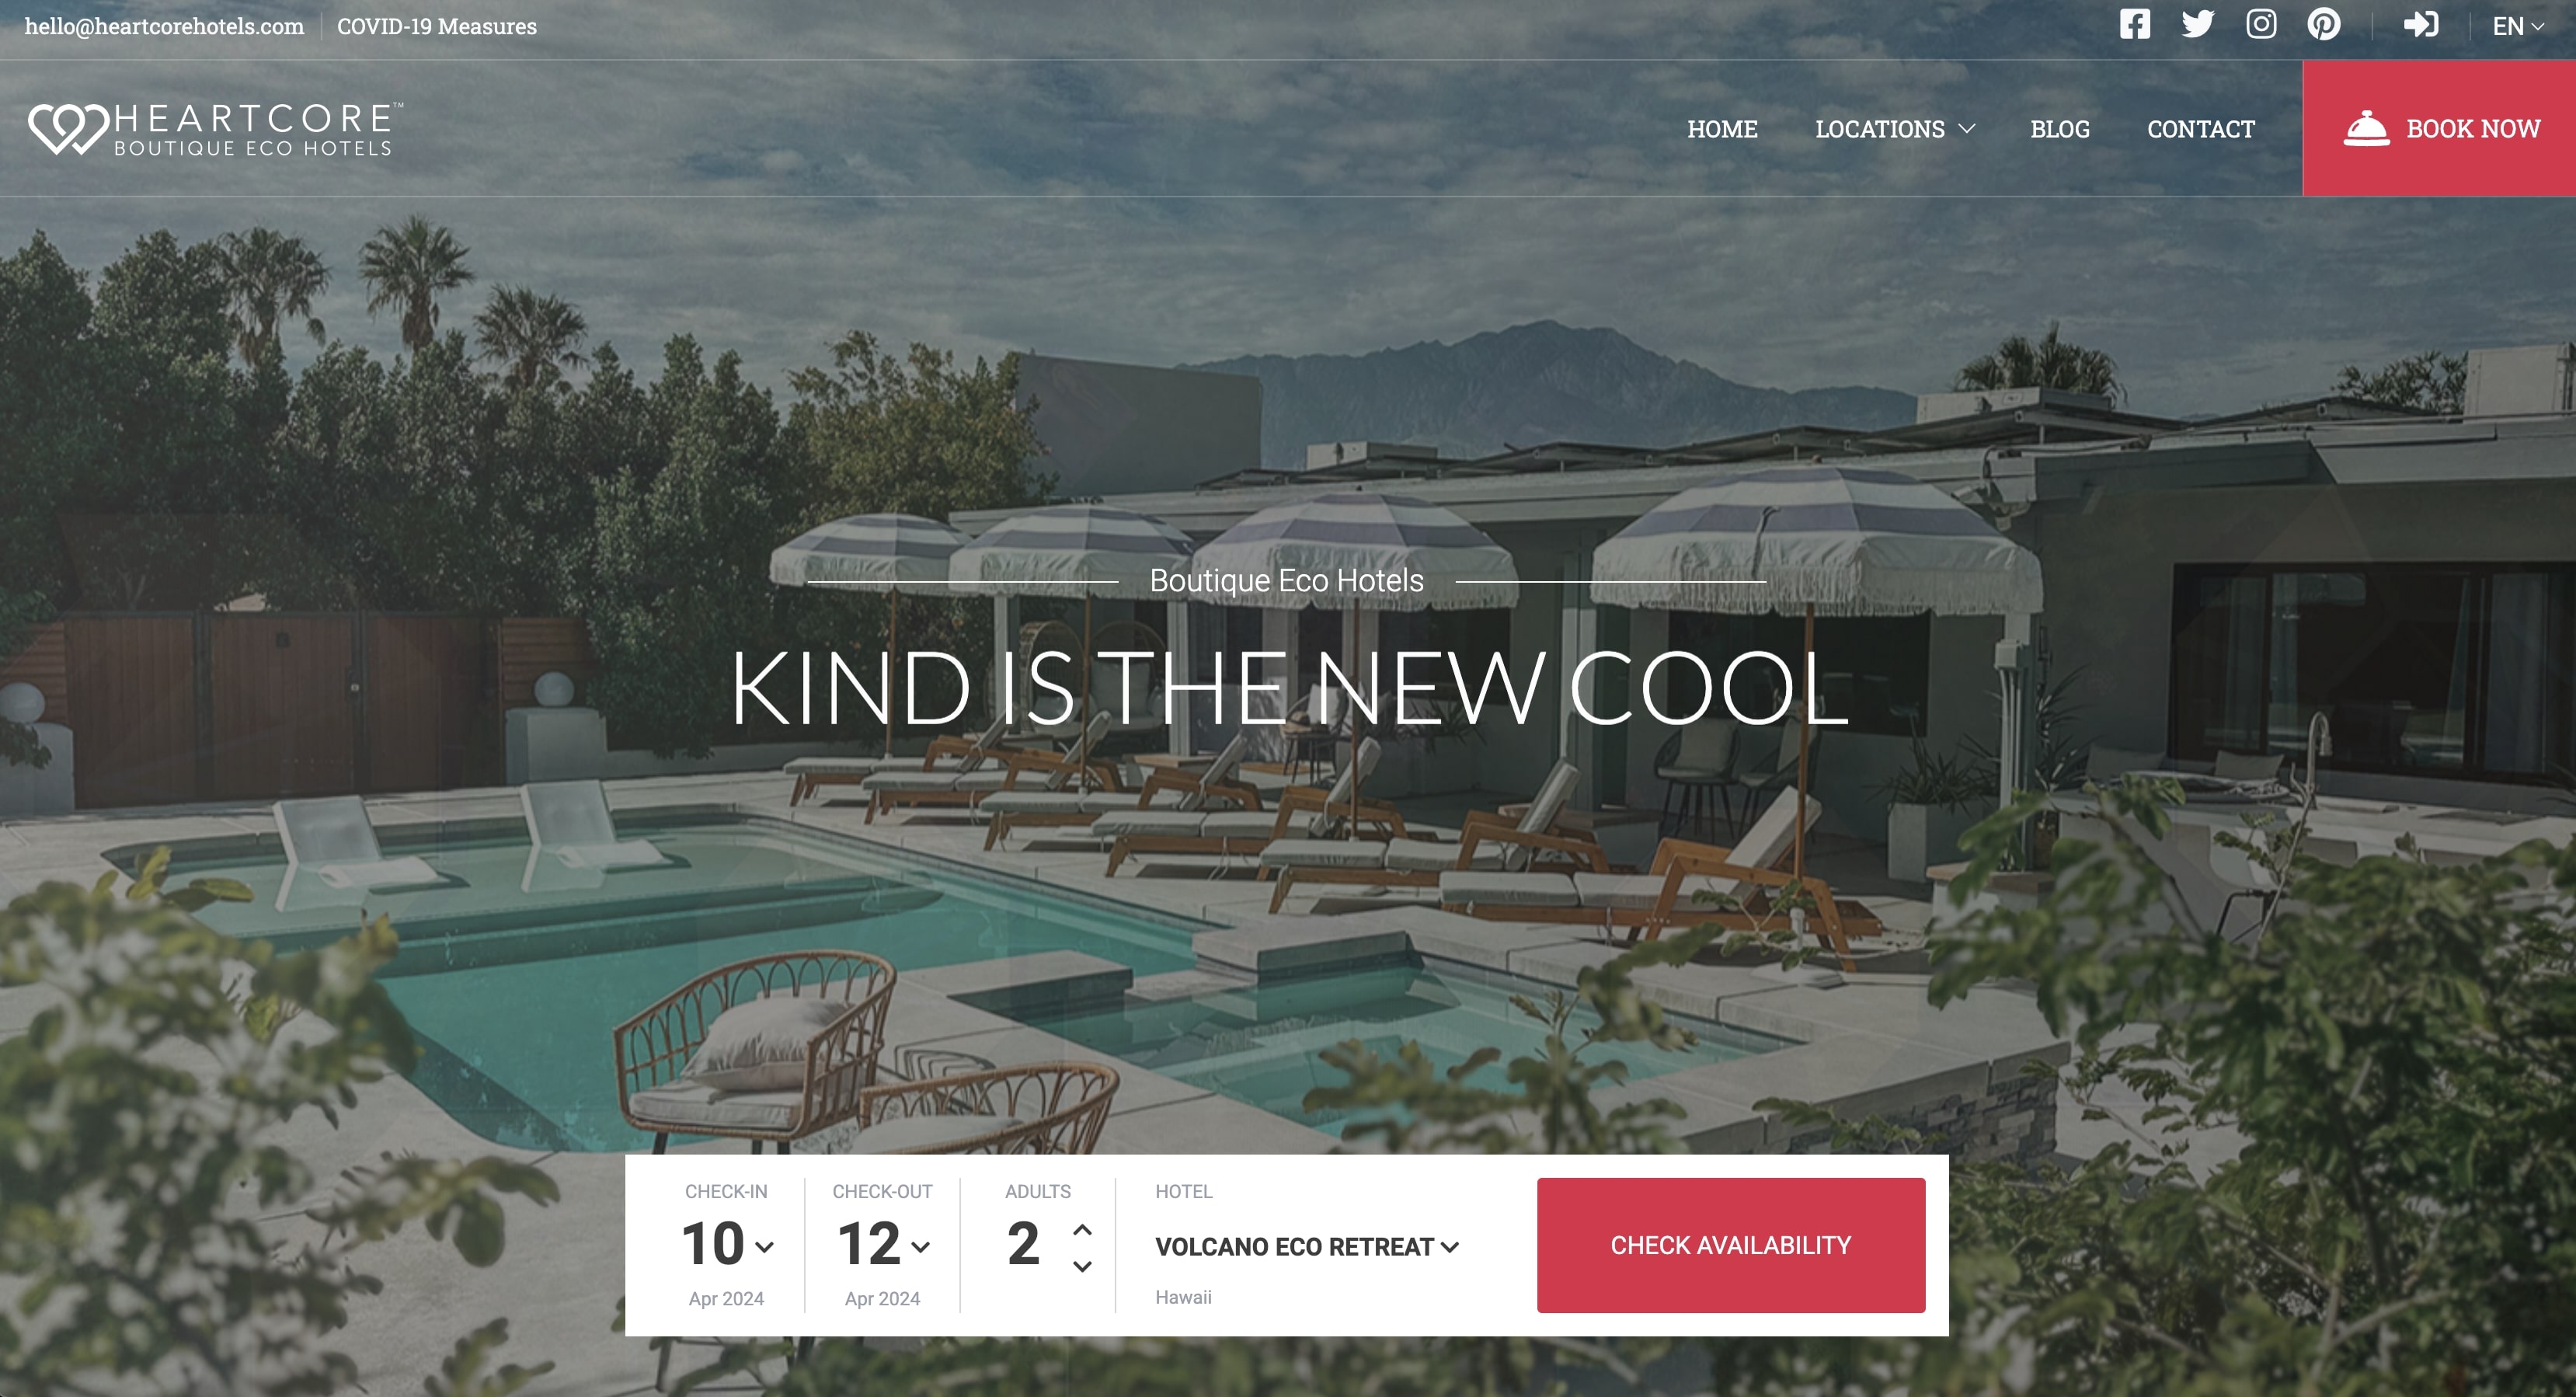 hello@heartcorehotels.com COVID-19 Measures EN
HEARTCORE™
BOUTIQUE ECO HOTELS
HOME LOCATIONS BLOG CONTACT BOOK NOW
Boutique Eco Hotels
KIND IS THE NEW COOL
CHECK-IN CHECK-OUT ADULTS HOTEL
10 12 2 VOLCANO ECO RETREAT CHECK AVAILABILITY
Apr 2024 Apr 2024 Hawaii